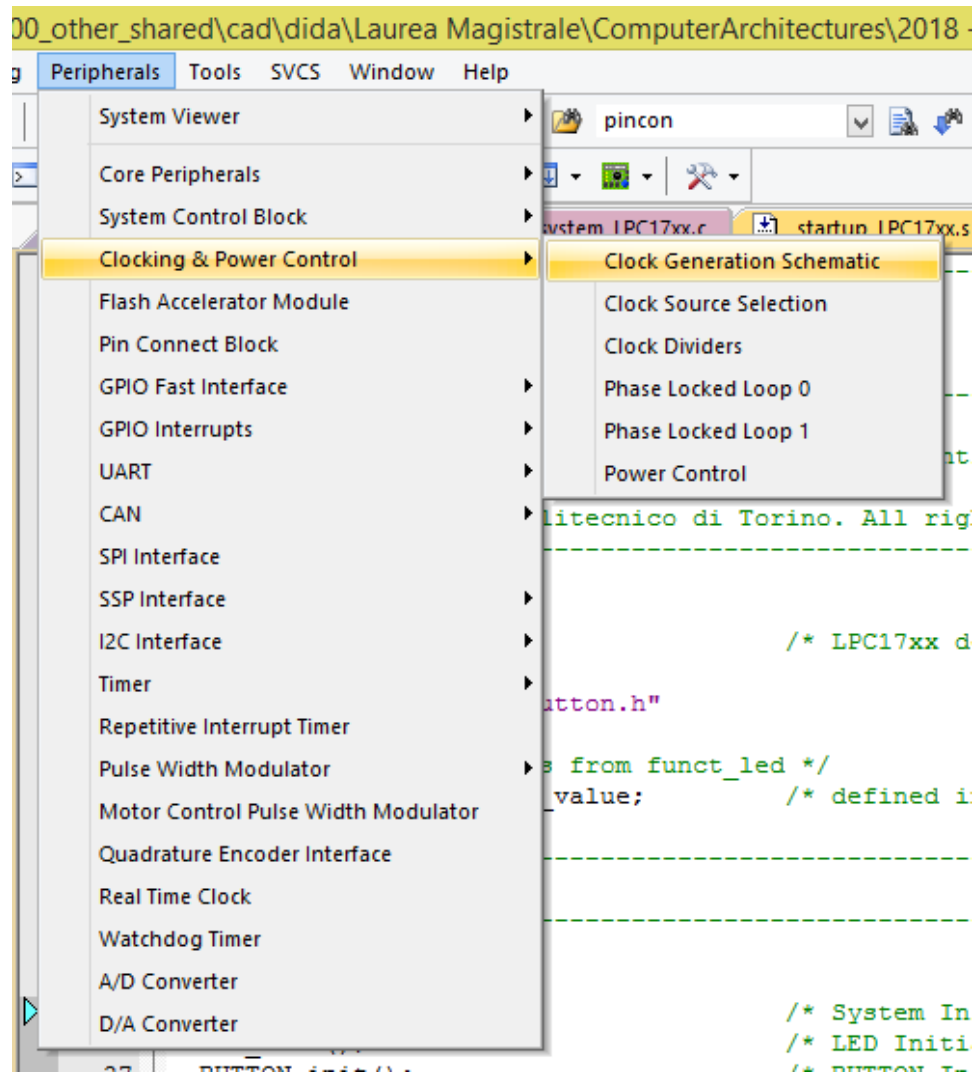 00_other_shared\cad\dida\Laurea Magistrale\ComputerArchitectures\2018 -
g Peripherals Tools SVCS Window Help
System Viewer
pincon
Core Peripherals
System Control Block
system_LPC17xx.c startup_LPC17xx.s
Clocking & Power Control
Clock Generation Schematic
Flash Accelerator Module
Clock Source Selection
Pin Connect Block
Clock Dividers
GPIO Fast Interface
Phase Locked Loop 0
GPIO Interrupts
Phase Locked Loop 1
UART
Power Control
CAN
litecnico di Torino. All rig
SPI Interface
SSP Interface
I2C Interface
/* LPC17xx d
Timer
utton.h"
Repetitive Interrupt Timer
Pulse Width Modulator
s from funct_led */
Motor Control Pulse Width Modulator
_value; /* defined i
Quadrature Encoder Interface
Real Time Clock
Watchdog Timer
A/D Converter
D/A Converter
/* System In
/* LED Initi
27 BUTTON_init(); /* BUTTON In